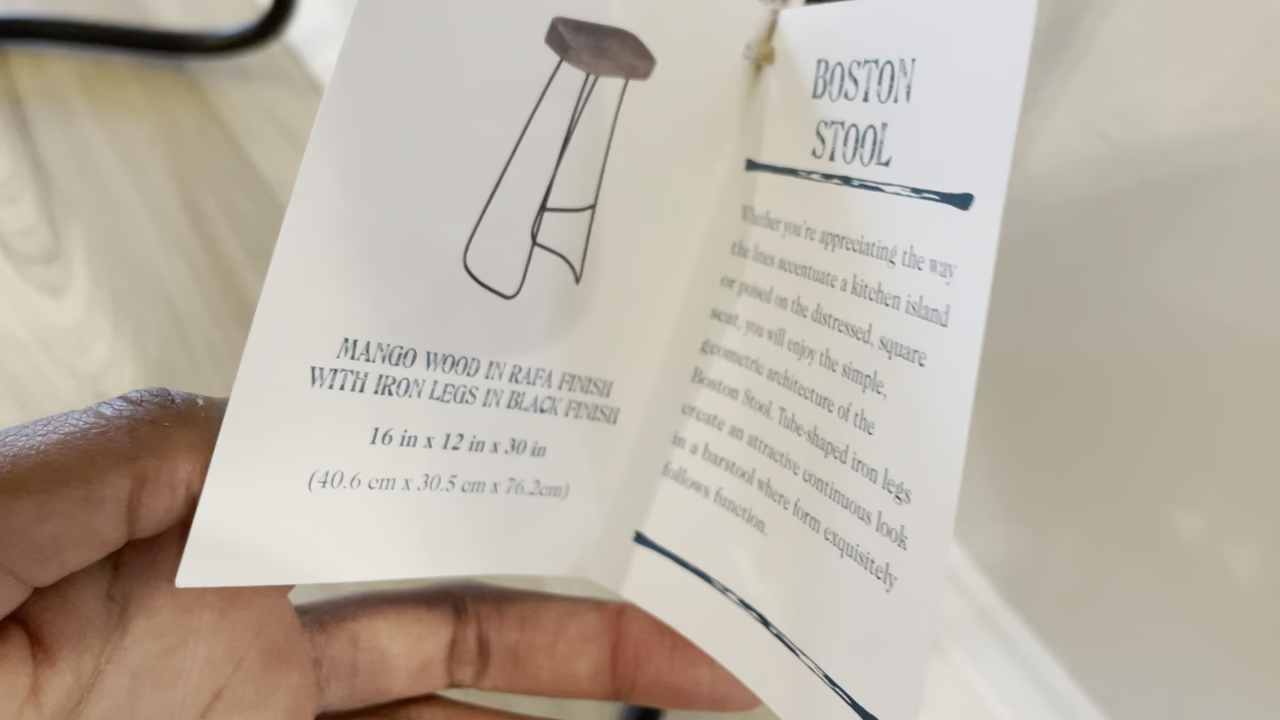 MANGO WOOD IN RAFA FINISH
WITH IRON LEGS IN BLACK FINISH
16 in x 12 in x 30 in
(40.6 cm x 30.5 cm x 76.2cm)
BOSTON
STOOL
Whether you're appreciating the way
the lines accentuate a kitchen island
or poised on the distressed, square
seat, you will enjoy the simple,
geometric architecture of the
Boston Stool. Tube-shaped iron legs
create an attractive continuous look
in a barstool where form exquisitely
follows function.